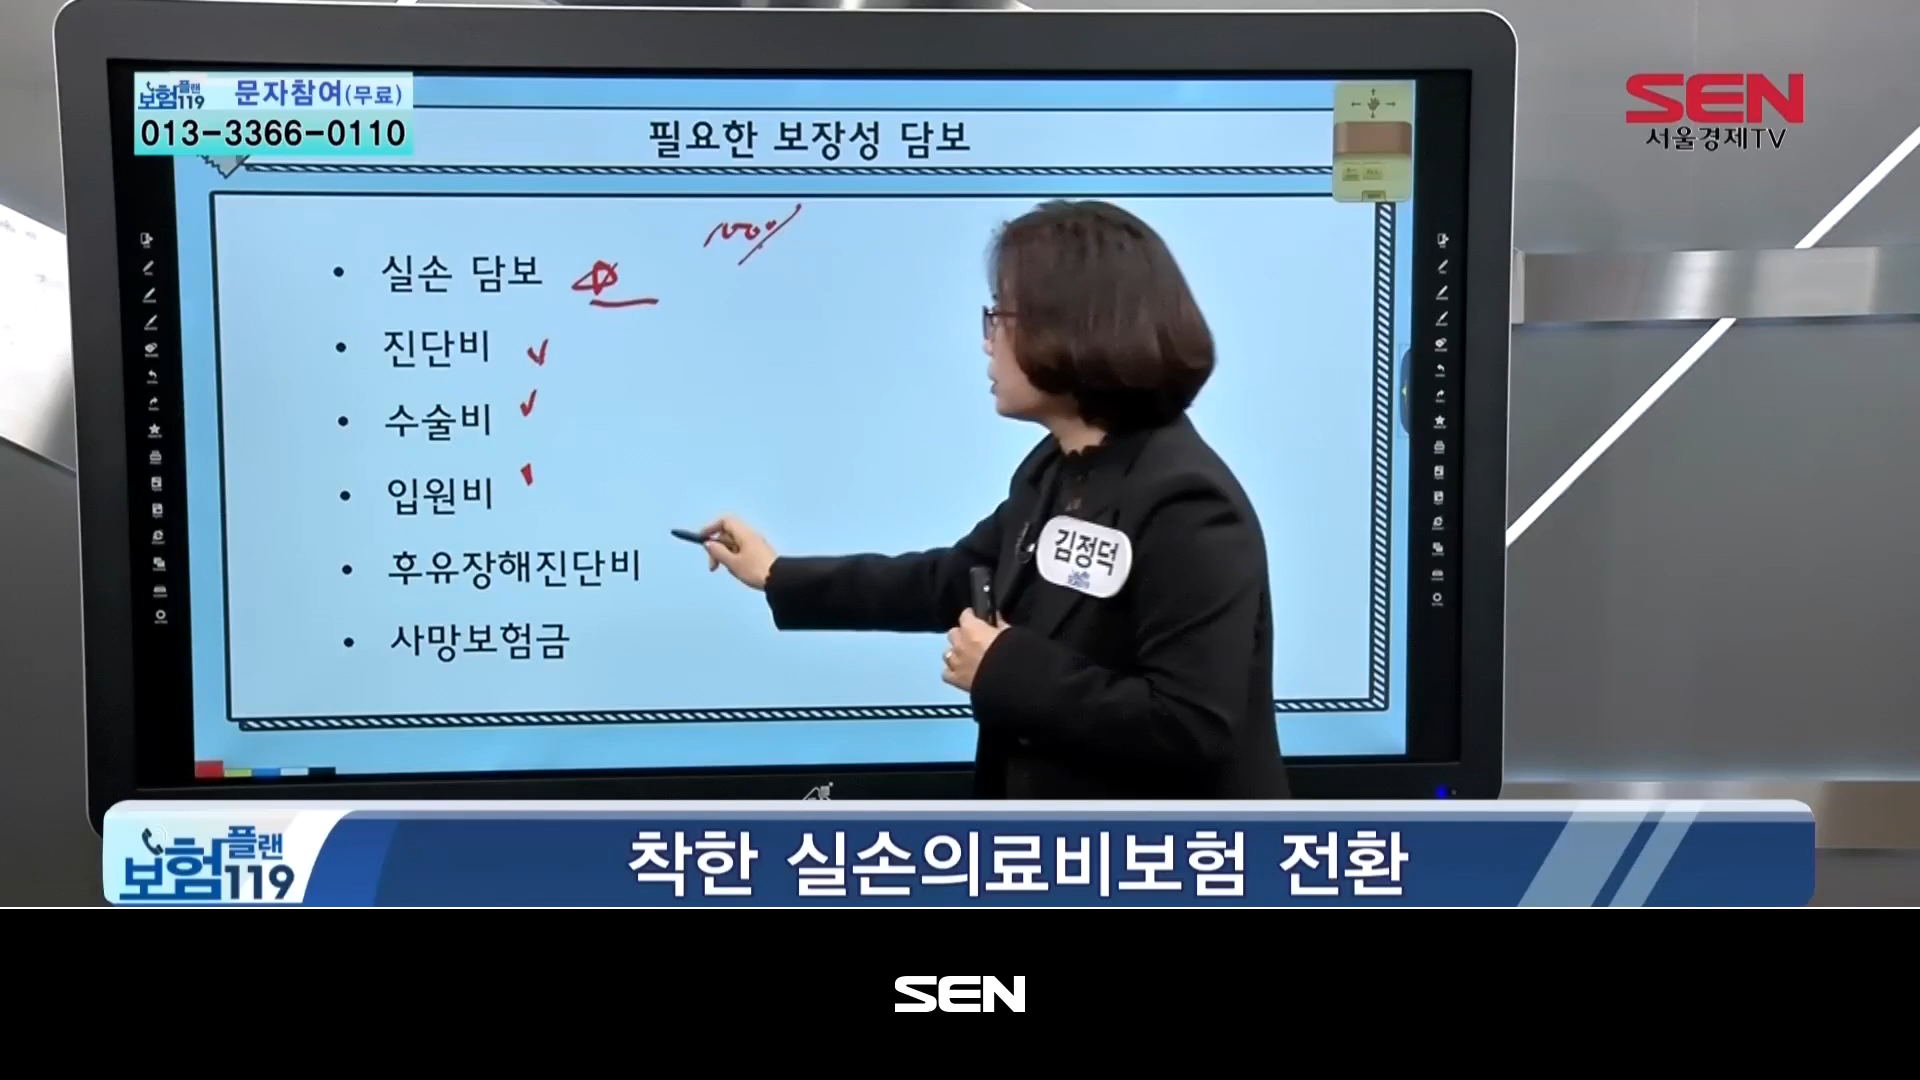 보험플랜119 문자참여(무료)
013-3366-0110
SEN
서울경제TV
필요한 보장성 담보
100%
• 실손 담보
• 진단비
• 수술비
• 입원비
• 후유장해진단비
• 사망보험금
김정덕
보험플랜119
착한 실손의료비보험 전환
SEN